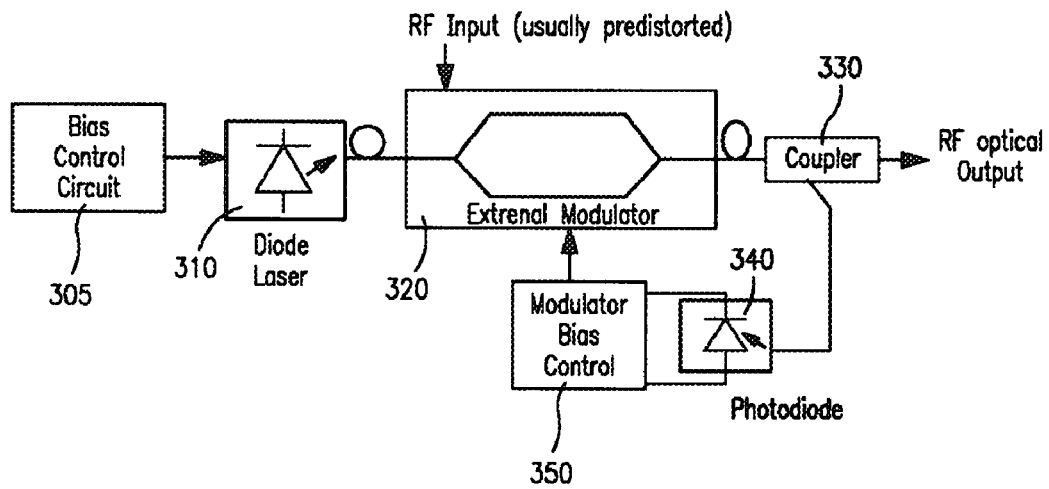 RF Input (usually predistorted)
330
Bias
Control
Circuit
Coupler
RF optical
Output
Extrenal Modulator
310
Diode
Laser
305
320
340
Modulator
Bias
Control
Photodiode
350